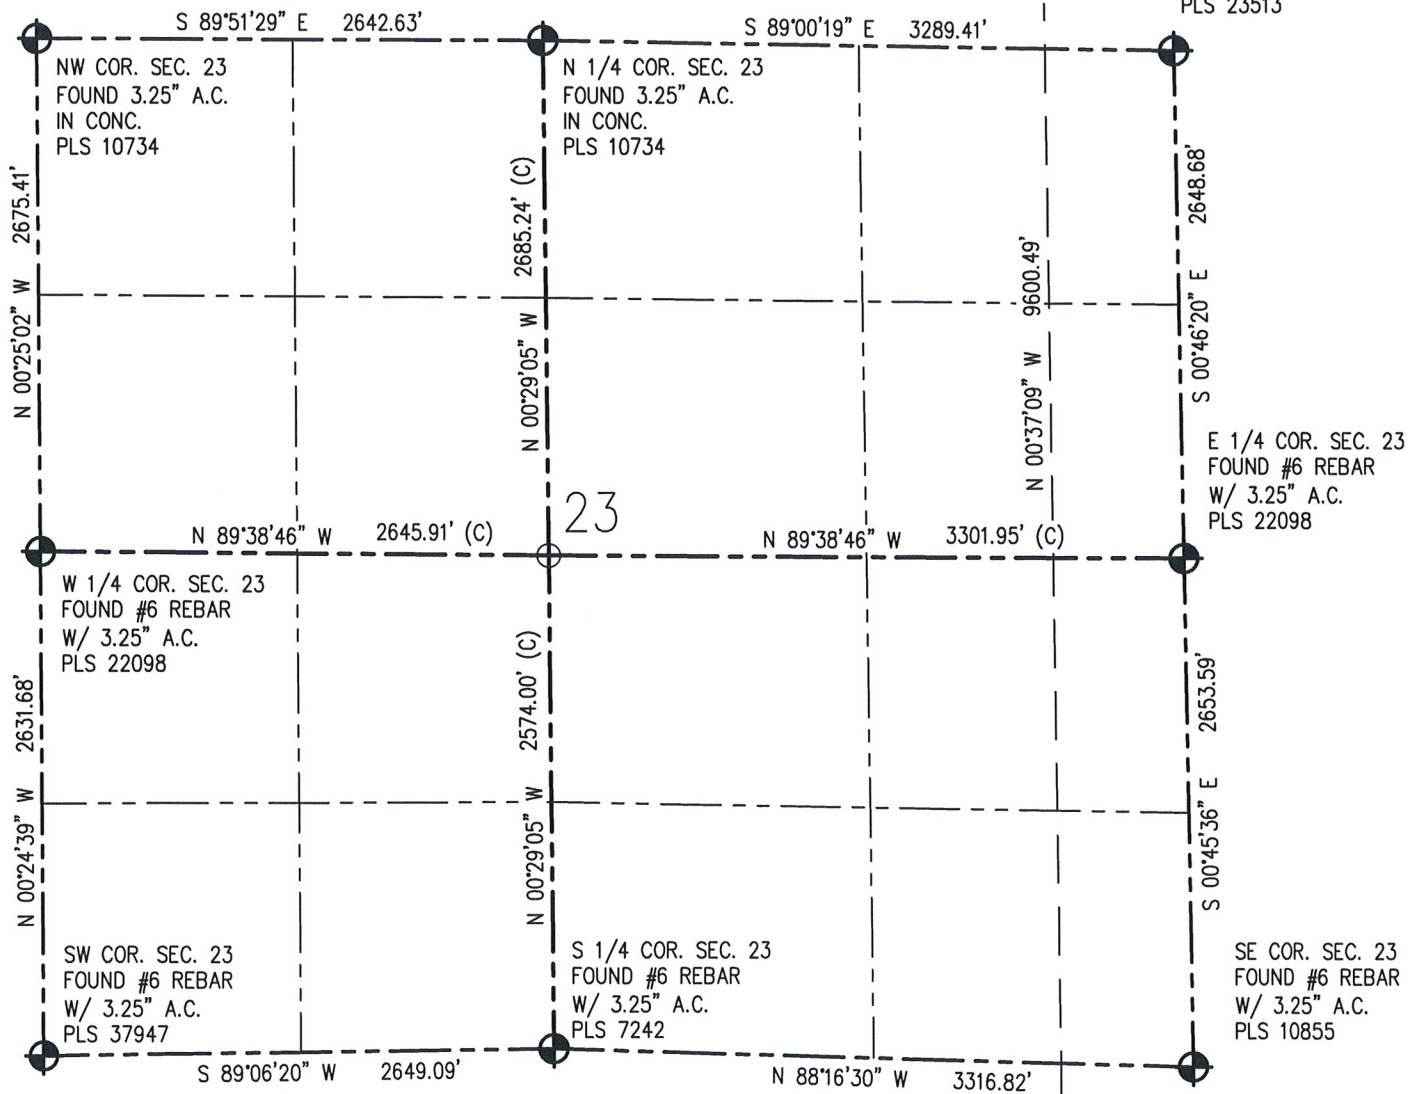 PLS 23513
S 89°51'29" E 2642.63'
S 89°00'19" E 3289.41'
NW COR. SEC. 23
FOUND 3.25" A.C.
IN CONC.
PLS 10734
N 1/4 COR. SEC. 23
FOUND 3.25" A.C.
IN CONC.
PLS 10734
N 00°25'02" W 2675.41'
N 00°29'05" W 2685.24' (C)
N 00°37'09" W 9600.49'
S 00°46'20" E 2648.68'
E 1/4 COR. SEC. 23
FOUND #6 REBAR
W/ 3.25" A.C.
PLS 22098
23
N 89°38'46" W 2645.91' (C)
N 89°38'46" W 3301.95' (C)
W 1/4 COR. SEC. 23
FOUND #6 REBAR
W/ 3.25" A.C.
PLS 22098
N 00°24'39" W 2631.68'
N 00°29'05" W 2574.00' (C)
S 00°45'36" E 2653.59'
SW COR. SEC. 23
FOUND #6 REBAR
W/ 3.25" A.C.
PLS 37947
S 1/4 COR. SEC. 23
FOUND #6 REBAR
W/ 3.25" A.C.
PLS 7242
SE COR. SEC. 23
FOUND #6 REBAR
W/ 3.25" A.C.
PLS 10855
S 89°06'20" W 2649.09'
N 88°16'30" W 3316.82'